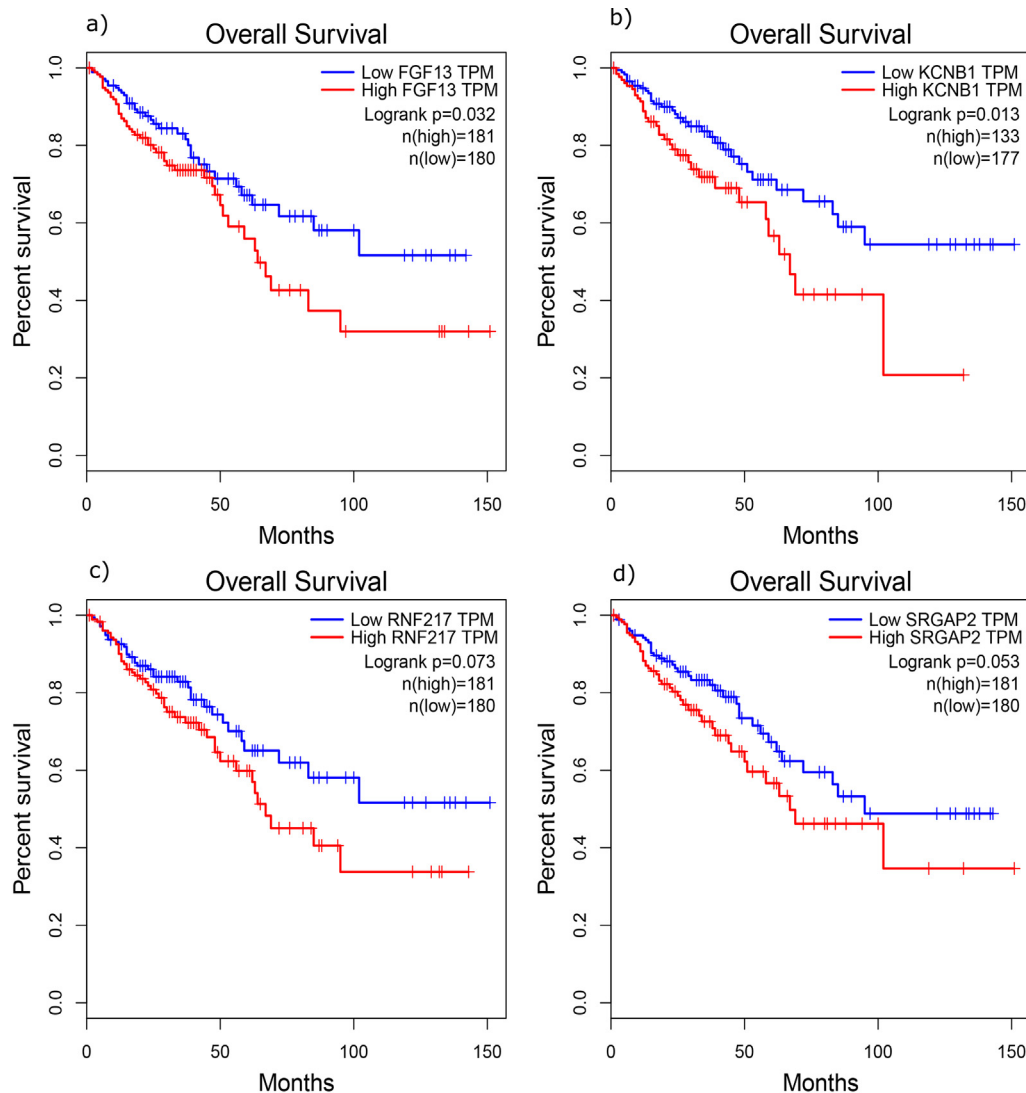 a)
Overall Survival
Low FGF13 TPM
High FGF13 TPM
Logrank p=0.032
n(high)=181
n(low)=180
Percent survival
0.0 0.2 0.4 0.6 0.8 1.0
0 50 100 150
Months
b)
Overall Survival
Low KCNB1 TPM
High KCNB1 TPM
Logrank p=0.013
n(high)=133
n(low)=177
Percent survival
0.0 0.2 0.4 0.6 0.8 1.0
0 50 100 150
Months
c)
Overall Survival
Low RNF217 TPM
High RNF217 TPM
Logrank p=0.073
n(high)=181
n(low)=180
Percent survival
0.0 0.2 0.4 0.6 0.8 1.0
0 50 100 150
Months
d)
Overall Survival
Low SRGAP2 TPM
High SRGAP2 TPM
Logrank p=0.053
n(high)=181
n(low)=180
Percent survival
0.0 0.2 0.4 0.6 0.8 1.0
0 50 100 150
Months